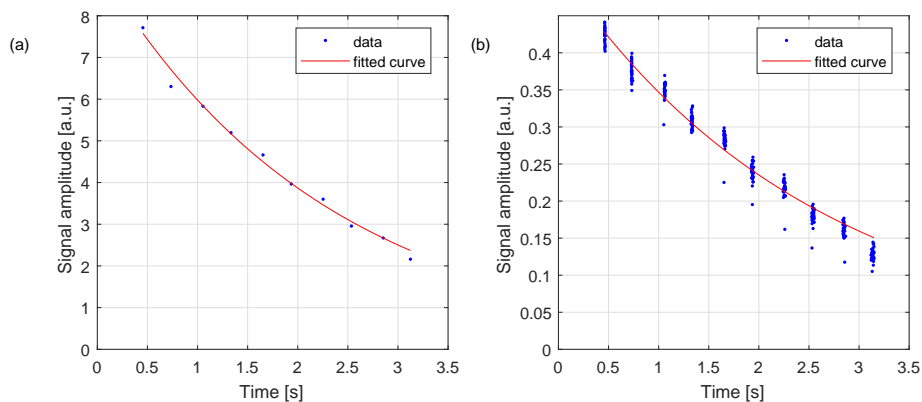 (a)
Signal amplitude [a.u.]
8
7
6
5
4
3
2
1
0
0 0.5 1 1.5 2 2.5 3 3.5
Time [s]
data
fitted curve
(b)
Signal amplitude [a.u.]
0.4
0.35
0.3
0.25
0.2
0.15
0.1
0.05
0
0 0.5 1 1.5 2 2.5 3 3.5
Time [s]
data
fitted curve